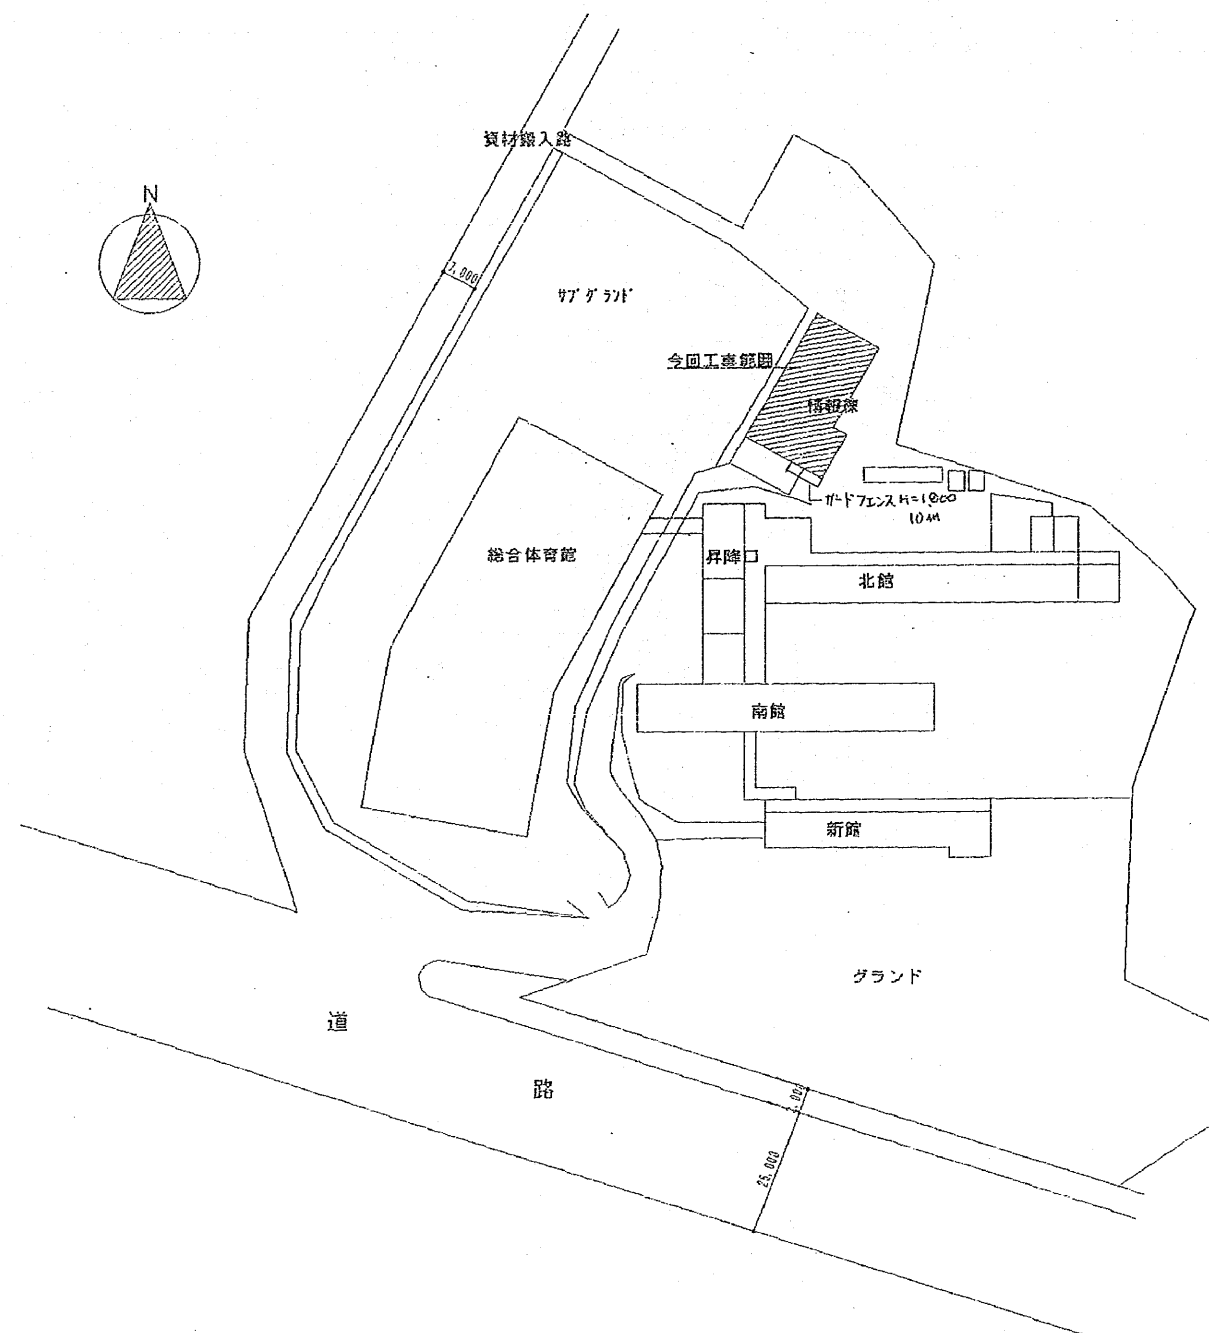 資材搬入路
N
7,000
サブグランド
今回工事範囲
情報棟
ガードフェンス H=1,800
10m
総合体育館
昇降
北館
南館
新館
グランド
道
路
25,000